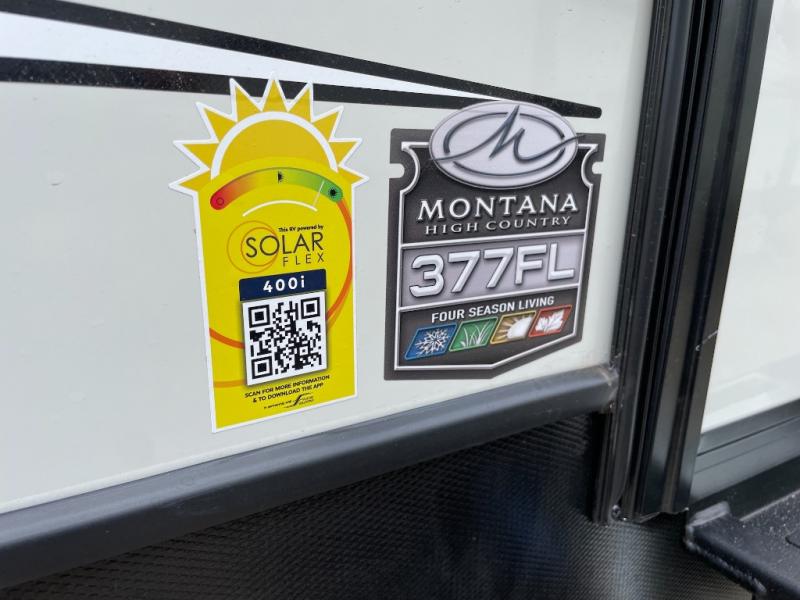 This RV powered by
SOLAR
FLEX
400i
SCAN FOR MORE INFORMATION
& TO DOWNLOAD THE APP
M
MONTANA
HIGH COUNTRY
377FL
FOUR SEASON LIVING